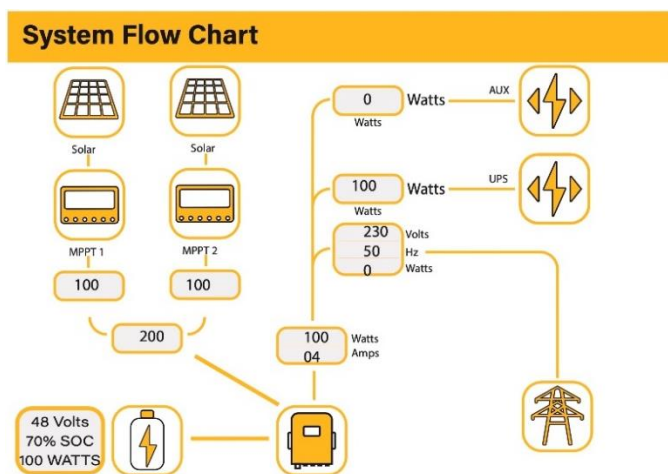 System Flow Chart
Solar
Solar
MPPT 1
MPPT 2
100
100
200
48 Volts
70% SOC
100 WATTS
0 Watts
Watts
AUX
100 Watts
Watts
UPS
230 Volts
50 Hz
0 Watts
100 Watts
04 Amps